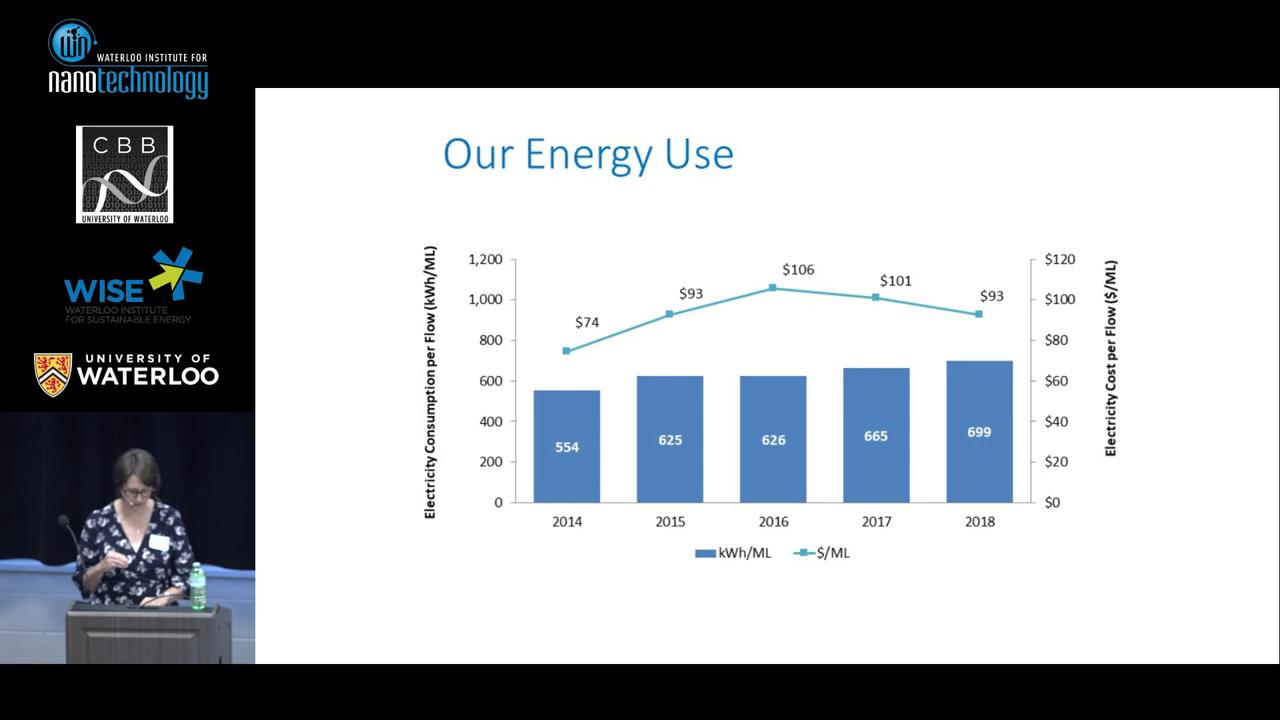 WATERLOO INSTITUTE FOR
nanotechnology
CBB
UNIVERSITY OF WATERLOO
WISE
WATERLOO INSTITUTE
FOR SUSTAINABLE ENERGY
UNIVERSITY OF
WATERLOO
Our Energy Use
Electricity Consumption per Flow (kWh/ML)
1,200
1,000
800
600
400
200
0
$74
$93
$106
$101
$93
554
625
626
665
699
2014
2015
2016
2017
2018
$120
$100
$80
$60
$40
$20
$0
Electricity Cost per Flow ($/ML)
kWh/ML
$/ML